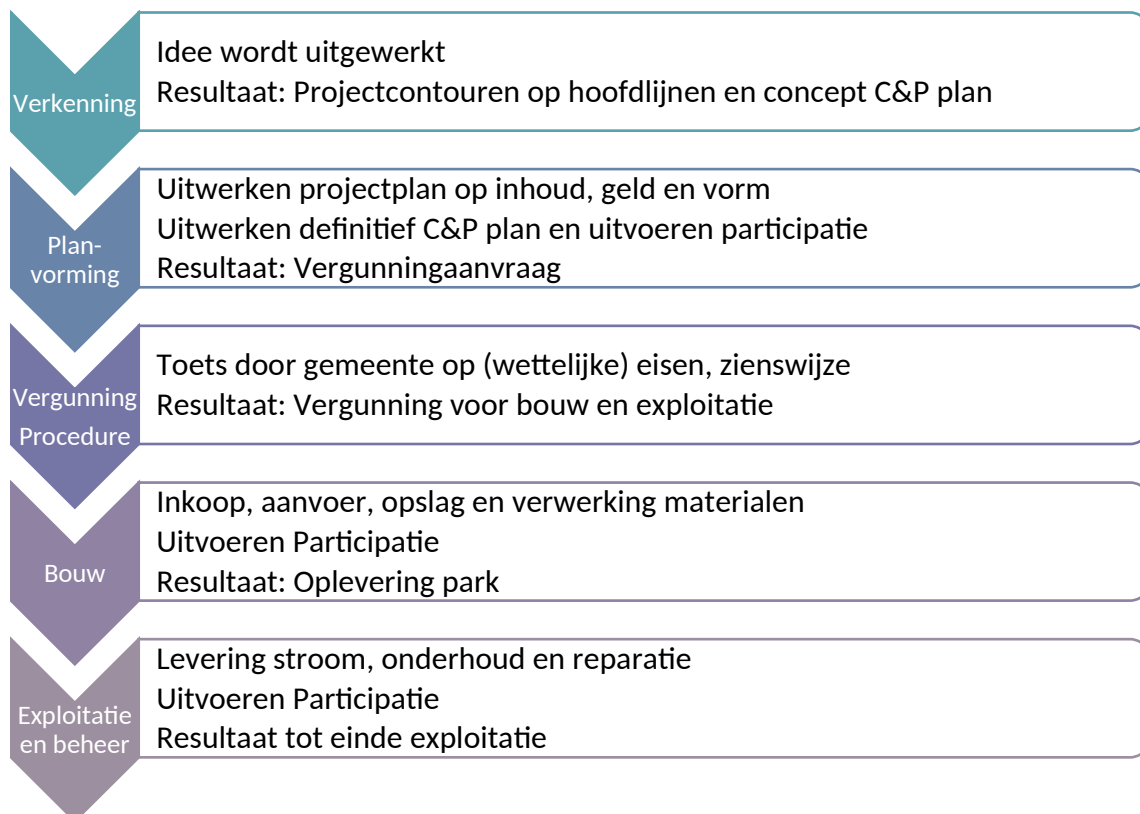 Verkenning
Idee wordt uitgewerkt
Resultaat: Projectcontouren op hoofdlijnen en concept C&P plan
Plan-
vorming
Uitwerken projectplan op inhoud, geld en vorm
Uitwerken definitief C&P plan en uitvoeren participatie
Resultaat: Vergunningaanvraag
Vergunning
Procedure
Toets door gemeente op (wettelijke) eisen, zienswijze
Resultaat: Vergunning voor bouw en exploitatie
Bouw
Inkoop, aanvoer, opslag en verwerking materialen
Uitvoeren Participatie
Resultaat: Oplevering park
Exploitatie
en beheer
Levering stroom, onderhoud en reparatie
Uitvoeren Participatie
Resultaat tot einde exploitatie